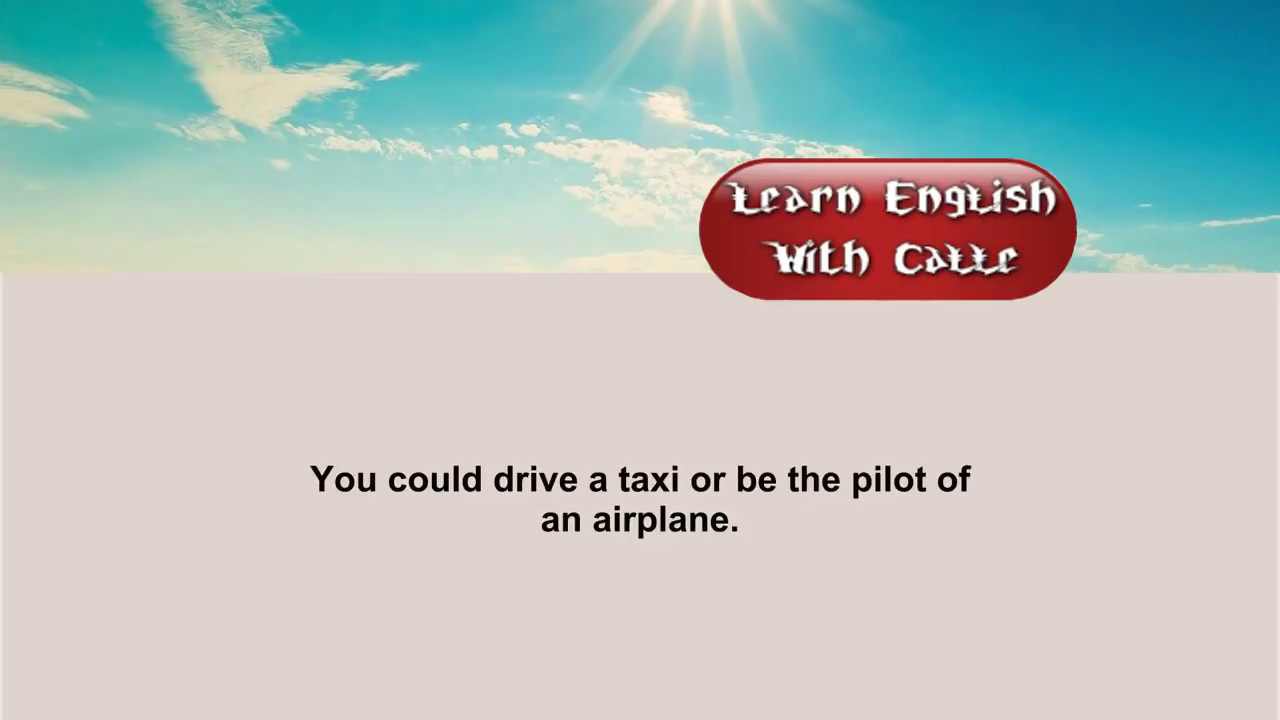 Learn English
With Calle
You could drive a taxi or be the pilot of
an airplane.